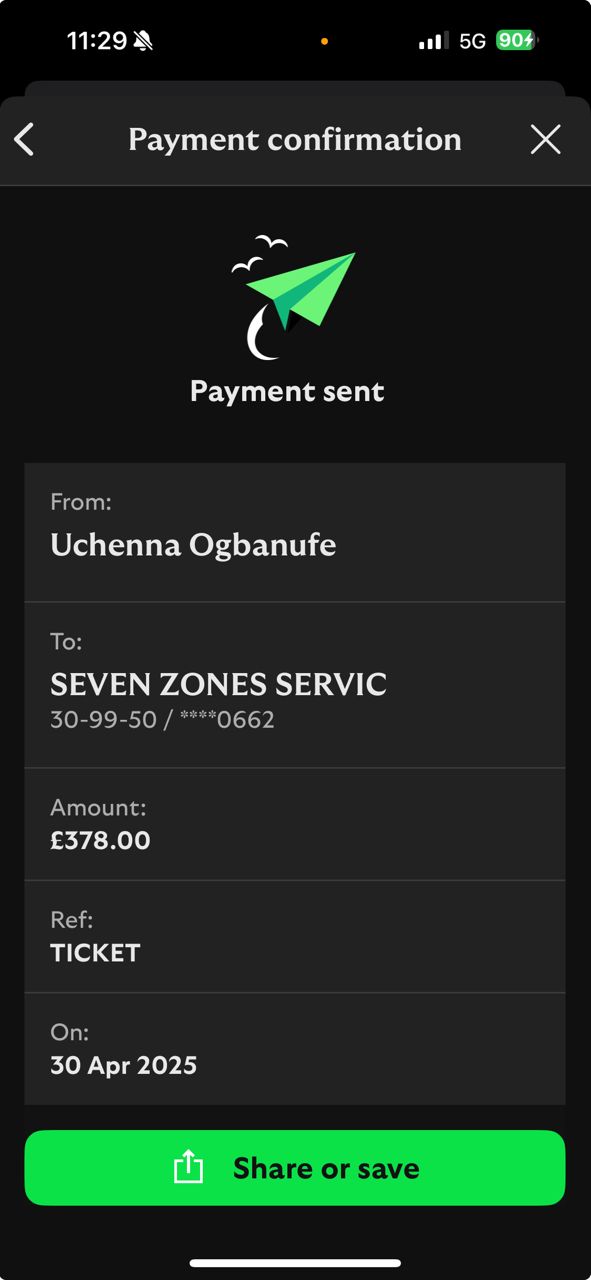 11:29 5G 90
Payment confirmation
Payment sent
From:
Uchenna Ogbanufe
To:
SEVEN ZONES SERVIC
30-99-50 / ****0662
Amount:
£378.00
Ref:
TICKET
On:
30 Apr 2025
Share or save